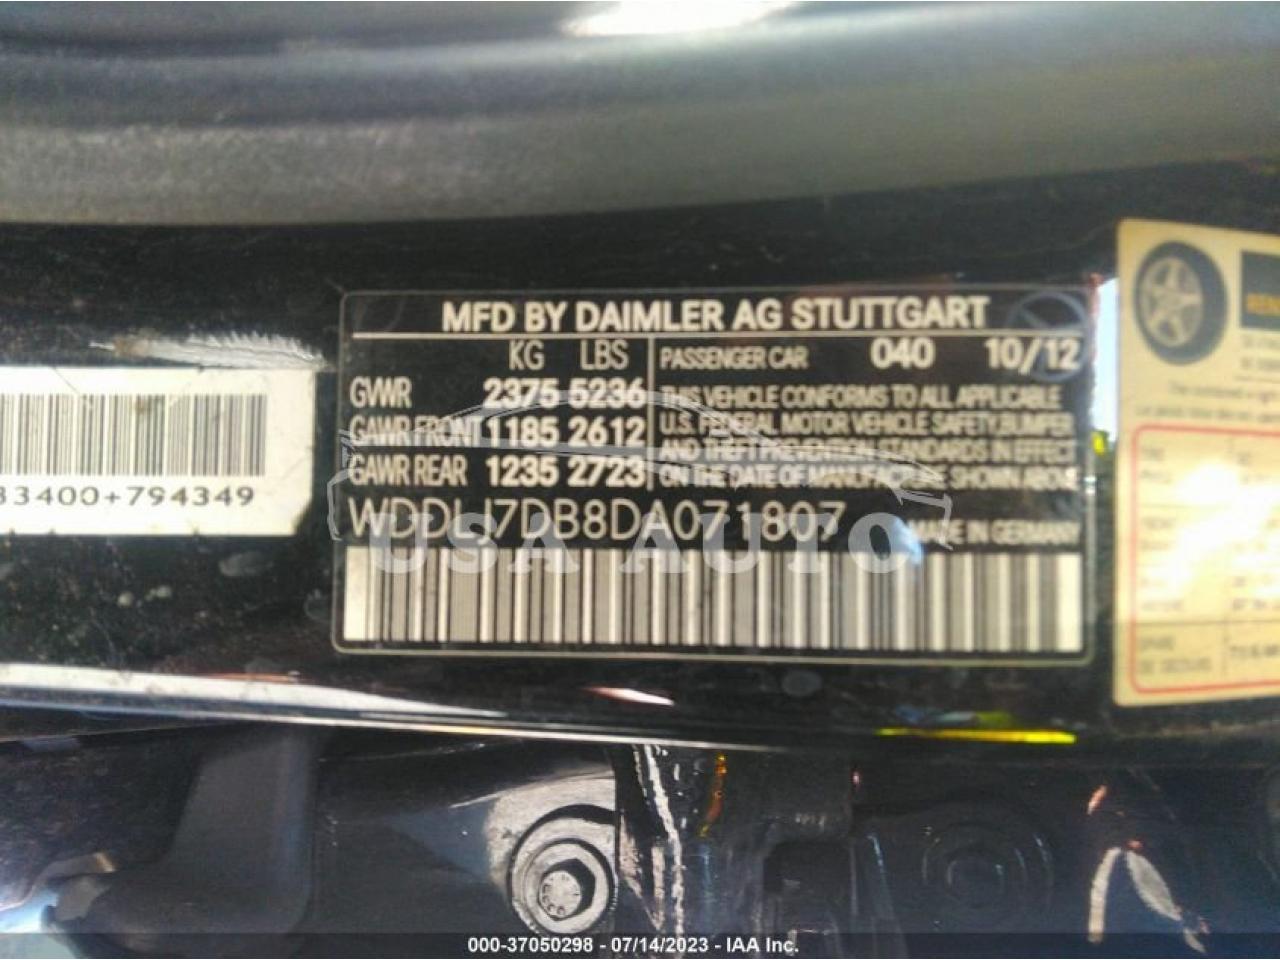 MFD BY DAIMLER AG STUTTGART
KG LBS
GVWR 2375 5236
GAWR FRONT 1185 2612
GAWR REAR 1235 2723
PASSENGER CAR 040 10/12
THIS VEHICLE CONFORMS TO ALL APPLICABLE
U.S. FEDERAL MOTOR VEHICLE SAFETY, BUMPER
AND THEFT PREVENTION STANDARDS IN EFFECT
ON THE DATE OF MANUFACTURE SHOWN ABOVE
WDDLJ7DB8DA071807 MADE IN GERMANY
USA AUTO
33400+794349
000-37050298 - 07/14/2023 - IAA Inc.